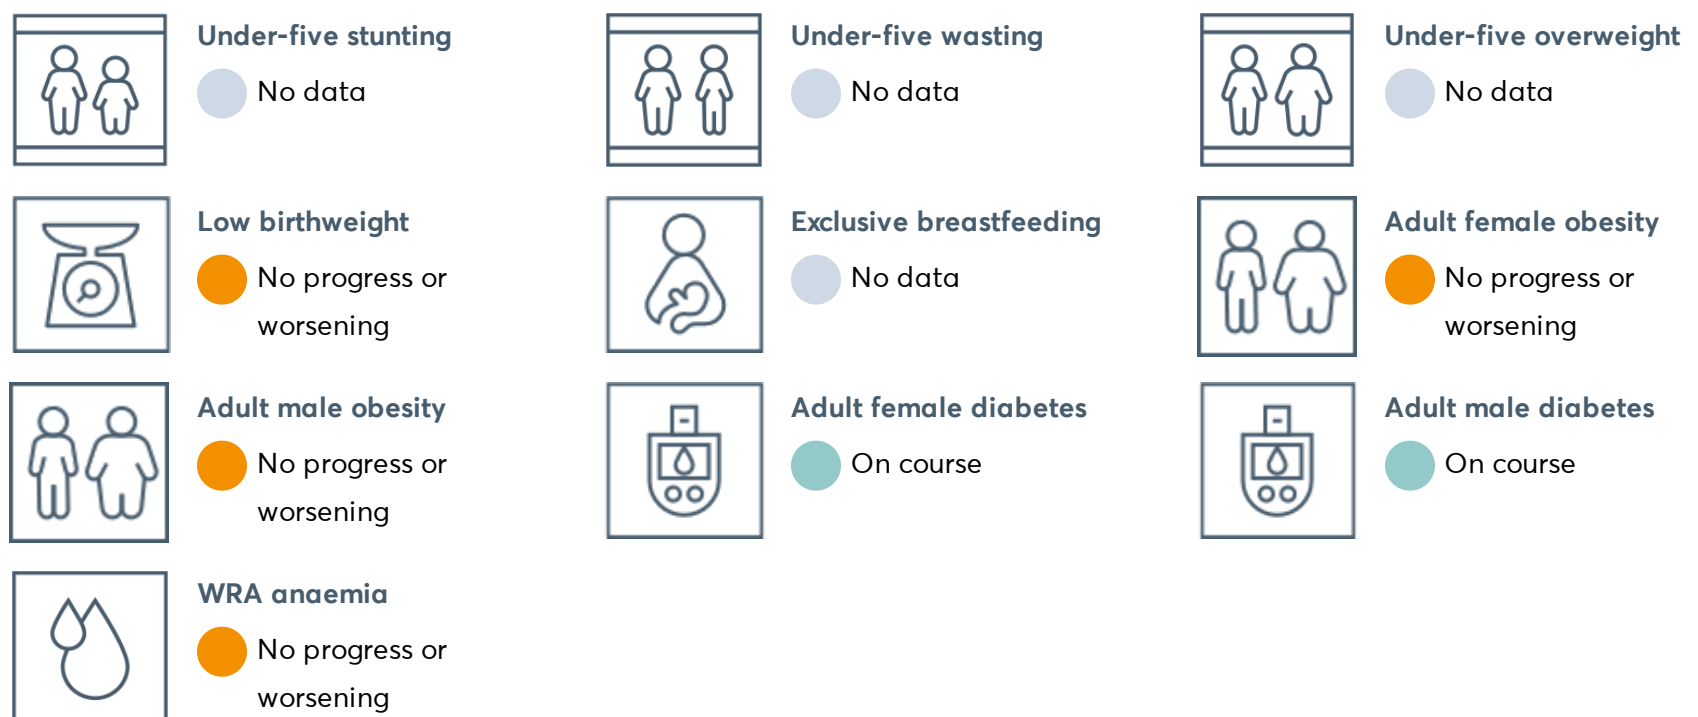 Under-five stunting
No data
Under-five wasting
No data
Under-five overweight
No data
Low birthweight
No progress or
worsening
Exclusive breastfeeding
No data
Adult female obesity
No progress or
worsening
Adult male obesity
No progress or
worsening
Adult female diabetes
On course
Adult male diabetes
On course
WRA anaemia
No progress or
worsening